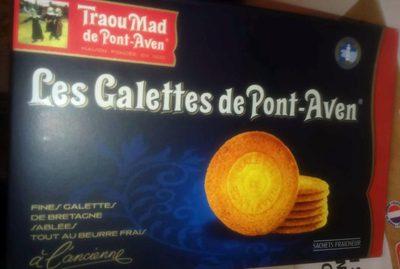 Traou Mad
de Pont-Aven
MAISON FONDÉE EN 1920
Les Galettes de Pont-Aven®
FINES GALETTES
DE BRETAGNE
SABLÉES
TOUT AU BEURRE FRAIS
à l'ancienne
SACHETS FRAÎCHEUR